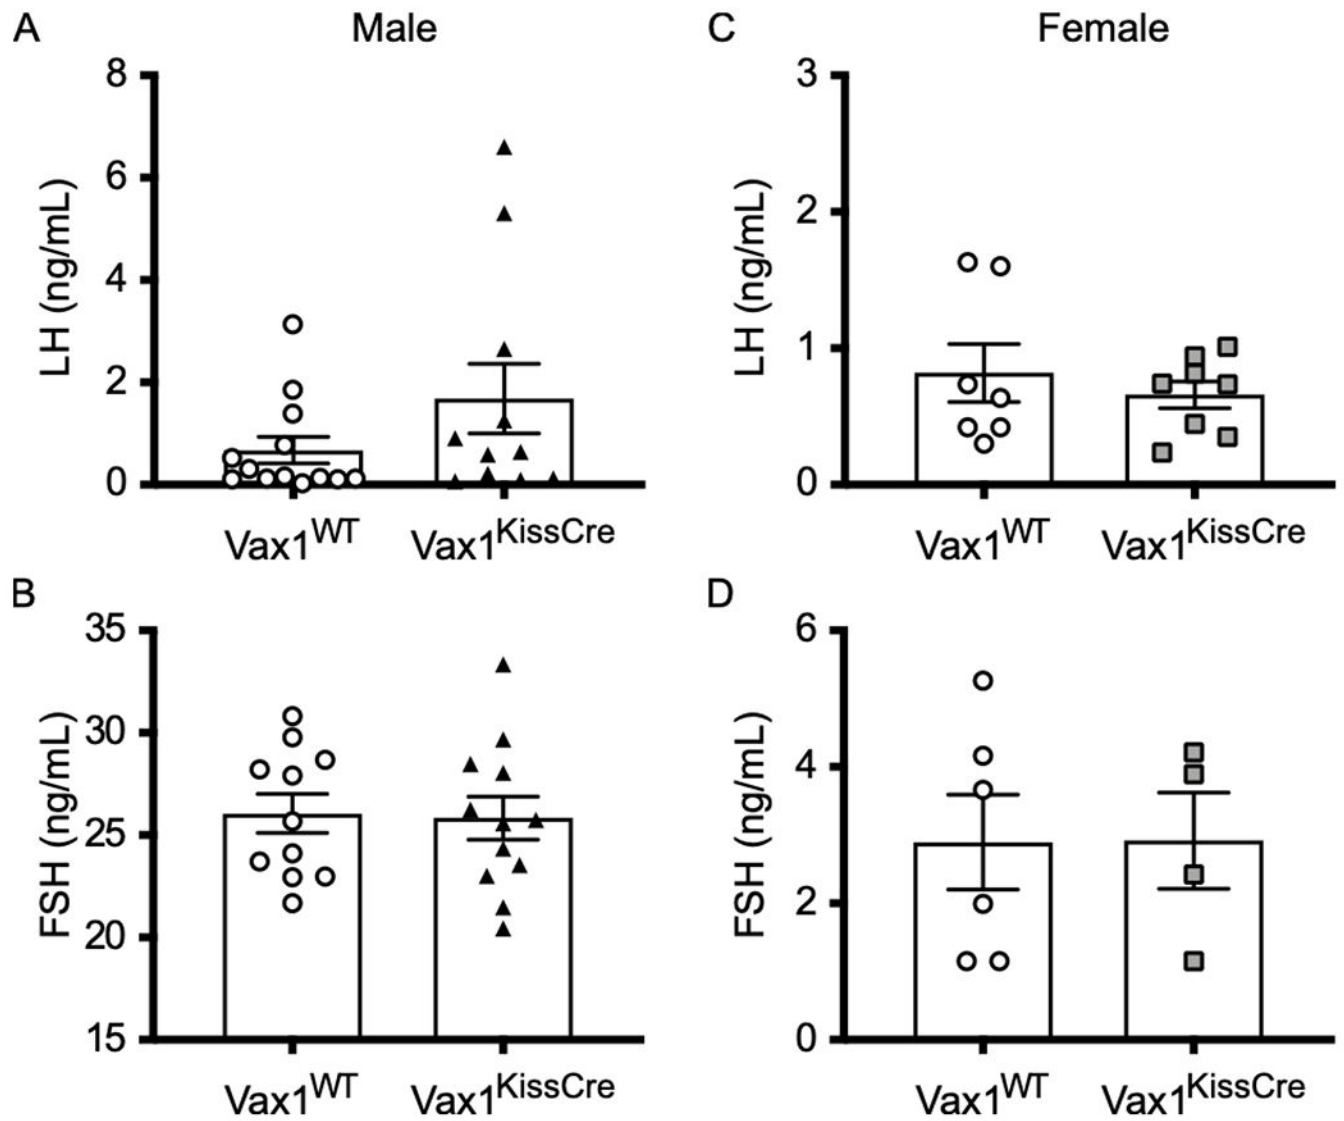 A
Male
8
6
4
2
0
LH (ng/mL)
Vax1WT
Vax1KissCre
C
Female
3
2
1
0
LH (ng/mL)
Vax1WT
Vax1KissCre
B
35
30
25
20
15
FSH (ng/mL)
Vax1WT
Vax1KissCre
D
6
4
2
0
FSH (ng/mL)
Vax1WT
Vax1KissCre